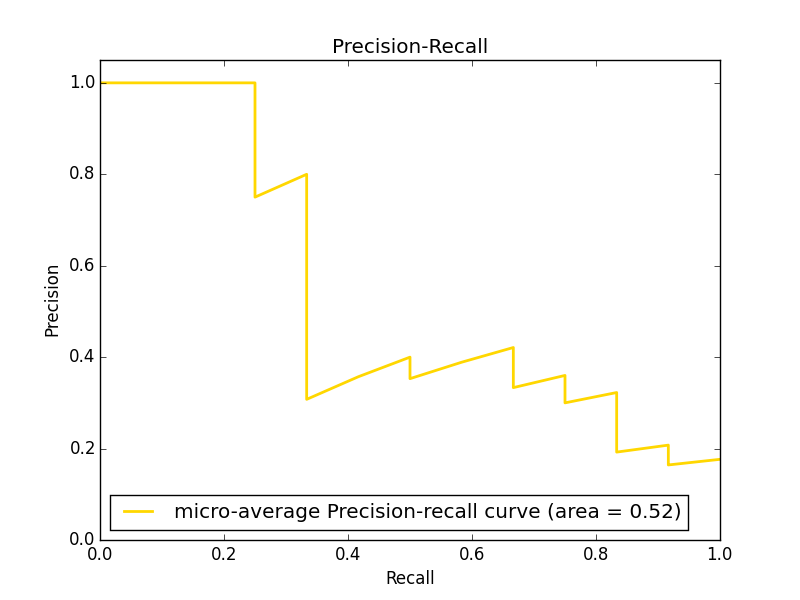 Precision-Recall
1.0
0.8
0.6
0.4
0.2
0.0
Precision
micro-average Precision-recall curve (area = 0.52)
0.0 0.2 0.4 0.6 0.8 1.0
Recall